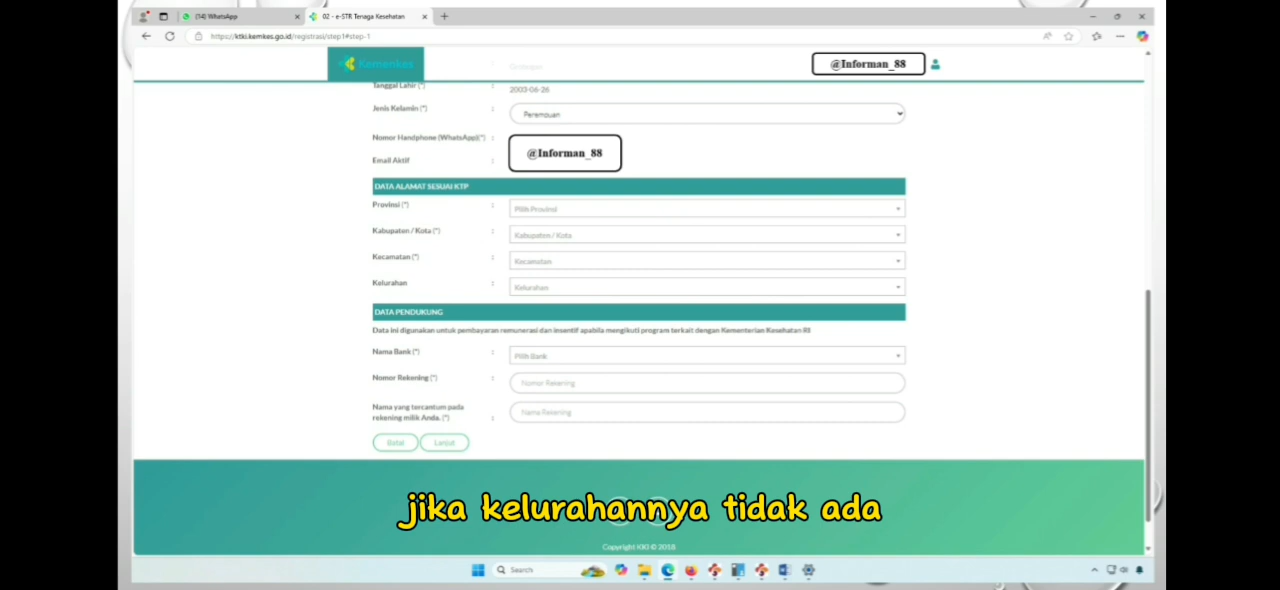 (14) WhatsApp
02 - e-STR Tenaga Kesehatan
https://ktki.kemkes.go.id/registrasi/step1#step-1
Kemenkes
@Informan_88
: Grobogan
Tanggal Lahir (*) : 2003-06-26
Jenis Kelamin (*) : Perempuan
Nomor Handphone (WhatsApp)(*) :
@Informan_88
Email Aktif :
DATA ALAMAT SESUAI KTP
Provinsi (*) : Pilih Provinsi
Kabupaten / Kota (*) : Kabupaten / Kota
Kecamatan (*) : Kecamatan
Kelurahan : Kelurahan
DATA PENDUKUNG
Data ini digunakan untuk pembayaran remunerasi dan insentif apabila mengikuti program terkait dengan Kementerian Kesehatan RI
Nama Bank (*) : Pilih Bank
Nomor Rekening (*) : Nomor Rekening
Nama yang tercantum pada
rekening milik Anda. (*) : Nama Rekening
Batal Lanjut
jika kelurahannya tidak ada
Copyright KKI © 2018
Search